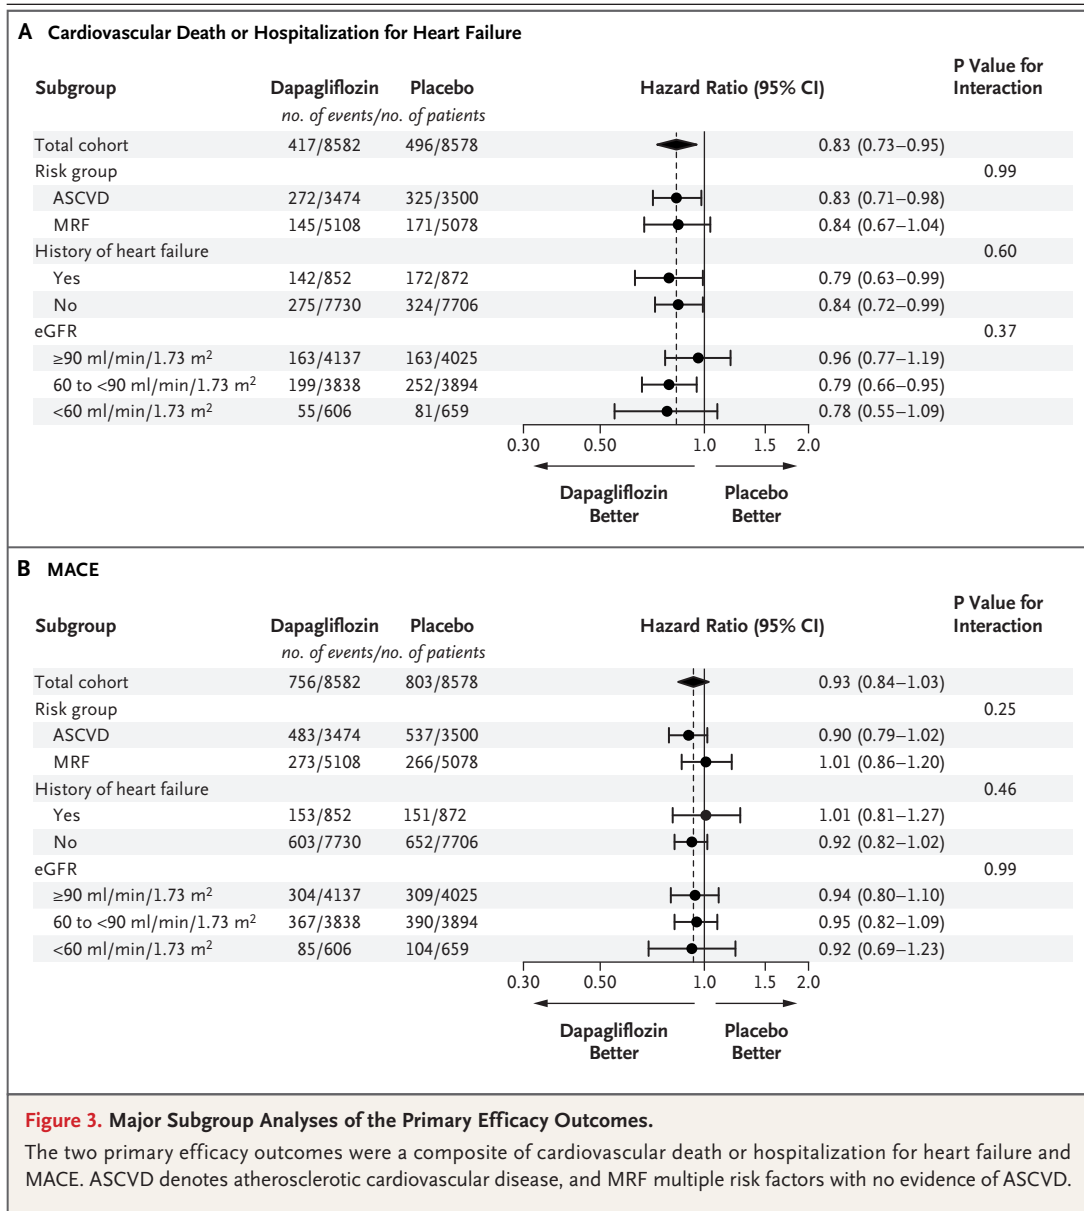 A Cardiovascular Death or Hospitalization for Heart Failure
Subgroup Dapagliflozin Placebo Hazard Ratio (95% CI) P Value for Interaction
no. of events/no. of patients
Total cohort 417/8582 496/8578 0.83 (0.73–0.95)
Risk group 0.99
ASCVD 272/3474 325/3500 0.83 (0.71–0.98)
MRF 145/5108 171/5078 0.84 (0.67–1.04)
History of heart failure 0.60
Yes 142/852 172/872 0.79 (0.63–0.99)
No 275/7730 324/7706 0.84 (0.72–0.99)
eGFR 0.37
≥90 ml/min/1.73 m² 163/4137 163/4025 0.96 (0.77–1.19)
60 to <90 ml/min/1.73 m² 199/3838 252/3894 0.79 (0.66–0.95)
<60 ml/min/1.73 m² 55/606 81/659 0.78 (0.55–1.09)
0.30 0.50 1.0 1.5 2.0
Dapagliflozin Better Placebo Better
B MACE
Subgroup Dapagliflozin Placebo Hazard Ratio (95% CI) P Value for Interaction
no. of events/no. of patients
Total cohort 756/8582 803/8578 0.93 (0.84–1.03)
Risk group 0.25
ASCVD 483/3474 537/3500 0.90 (0.79–1.02)
MRF 273/5108 266/5078 1.01 (0.86–1.20)
History of heart failure 0.46
Yes 153/852 151/872 1.01 (0.81–1.27)
No 603/7730 652/7706 0.92 (0.82–1.02)
eGFR 0.99
≥90 ml/min/1.73 m² 304/4137 309/4025 0.94 (0.80–1.10)
60 to <90 ml/min/1.73 m² 367/3838 390/3894 0.95 (0.82–1.09)
<60 ml/min/1.73 m² 85/606 104/659 0.92 (0.69–1.23)
0.30 0.50 1.0 1.5 2.0
Dapagliflozin Better Placebo Better
Figure 3. Major Subgroup Analyses of the Primary Efficacy Outcomes.
The two primary efficacy outcomes were a composite of cardiovascular death or hospitalization for heart failure and
MACE. ASCVD denotes atherosclerotic cardiovascular disease, and MRF multiple risk factors with no evidence of ASCVD.